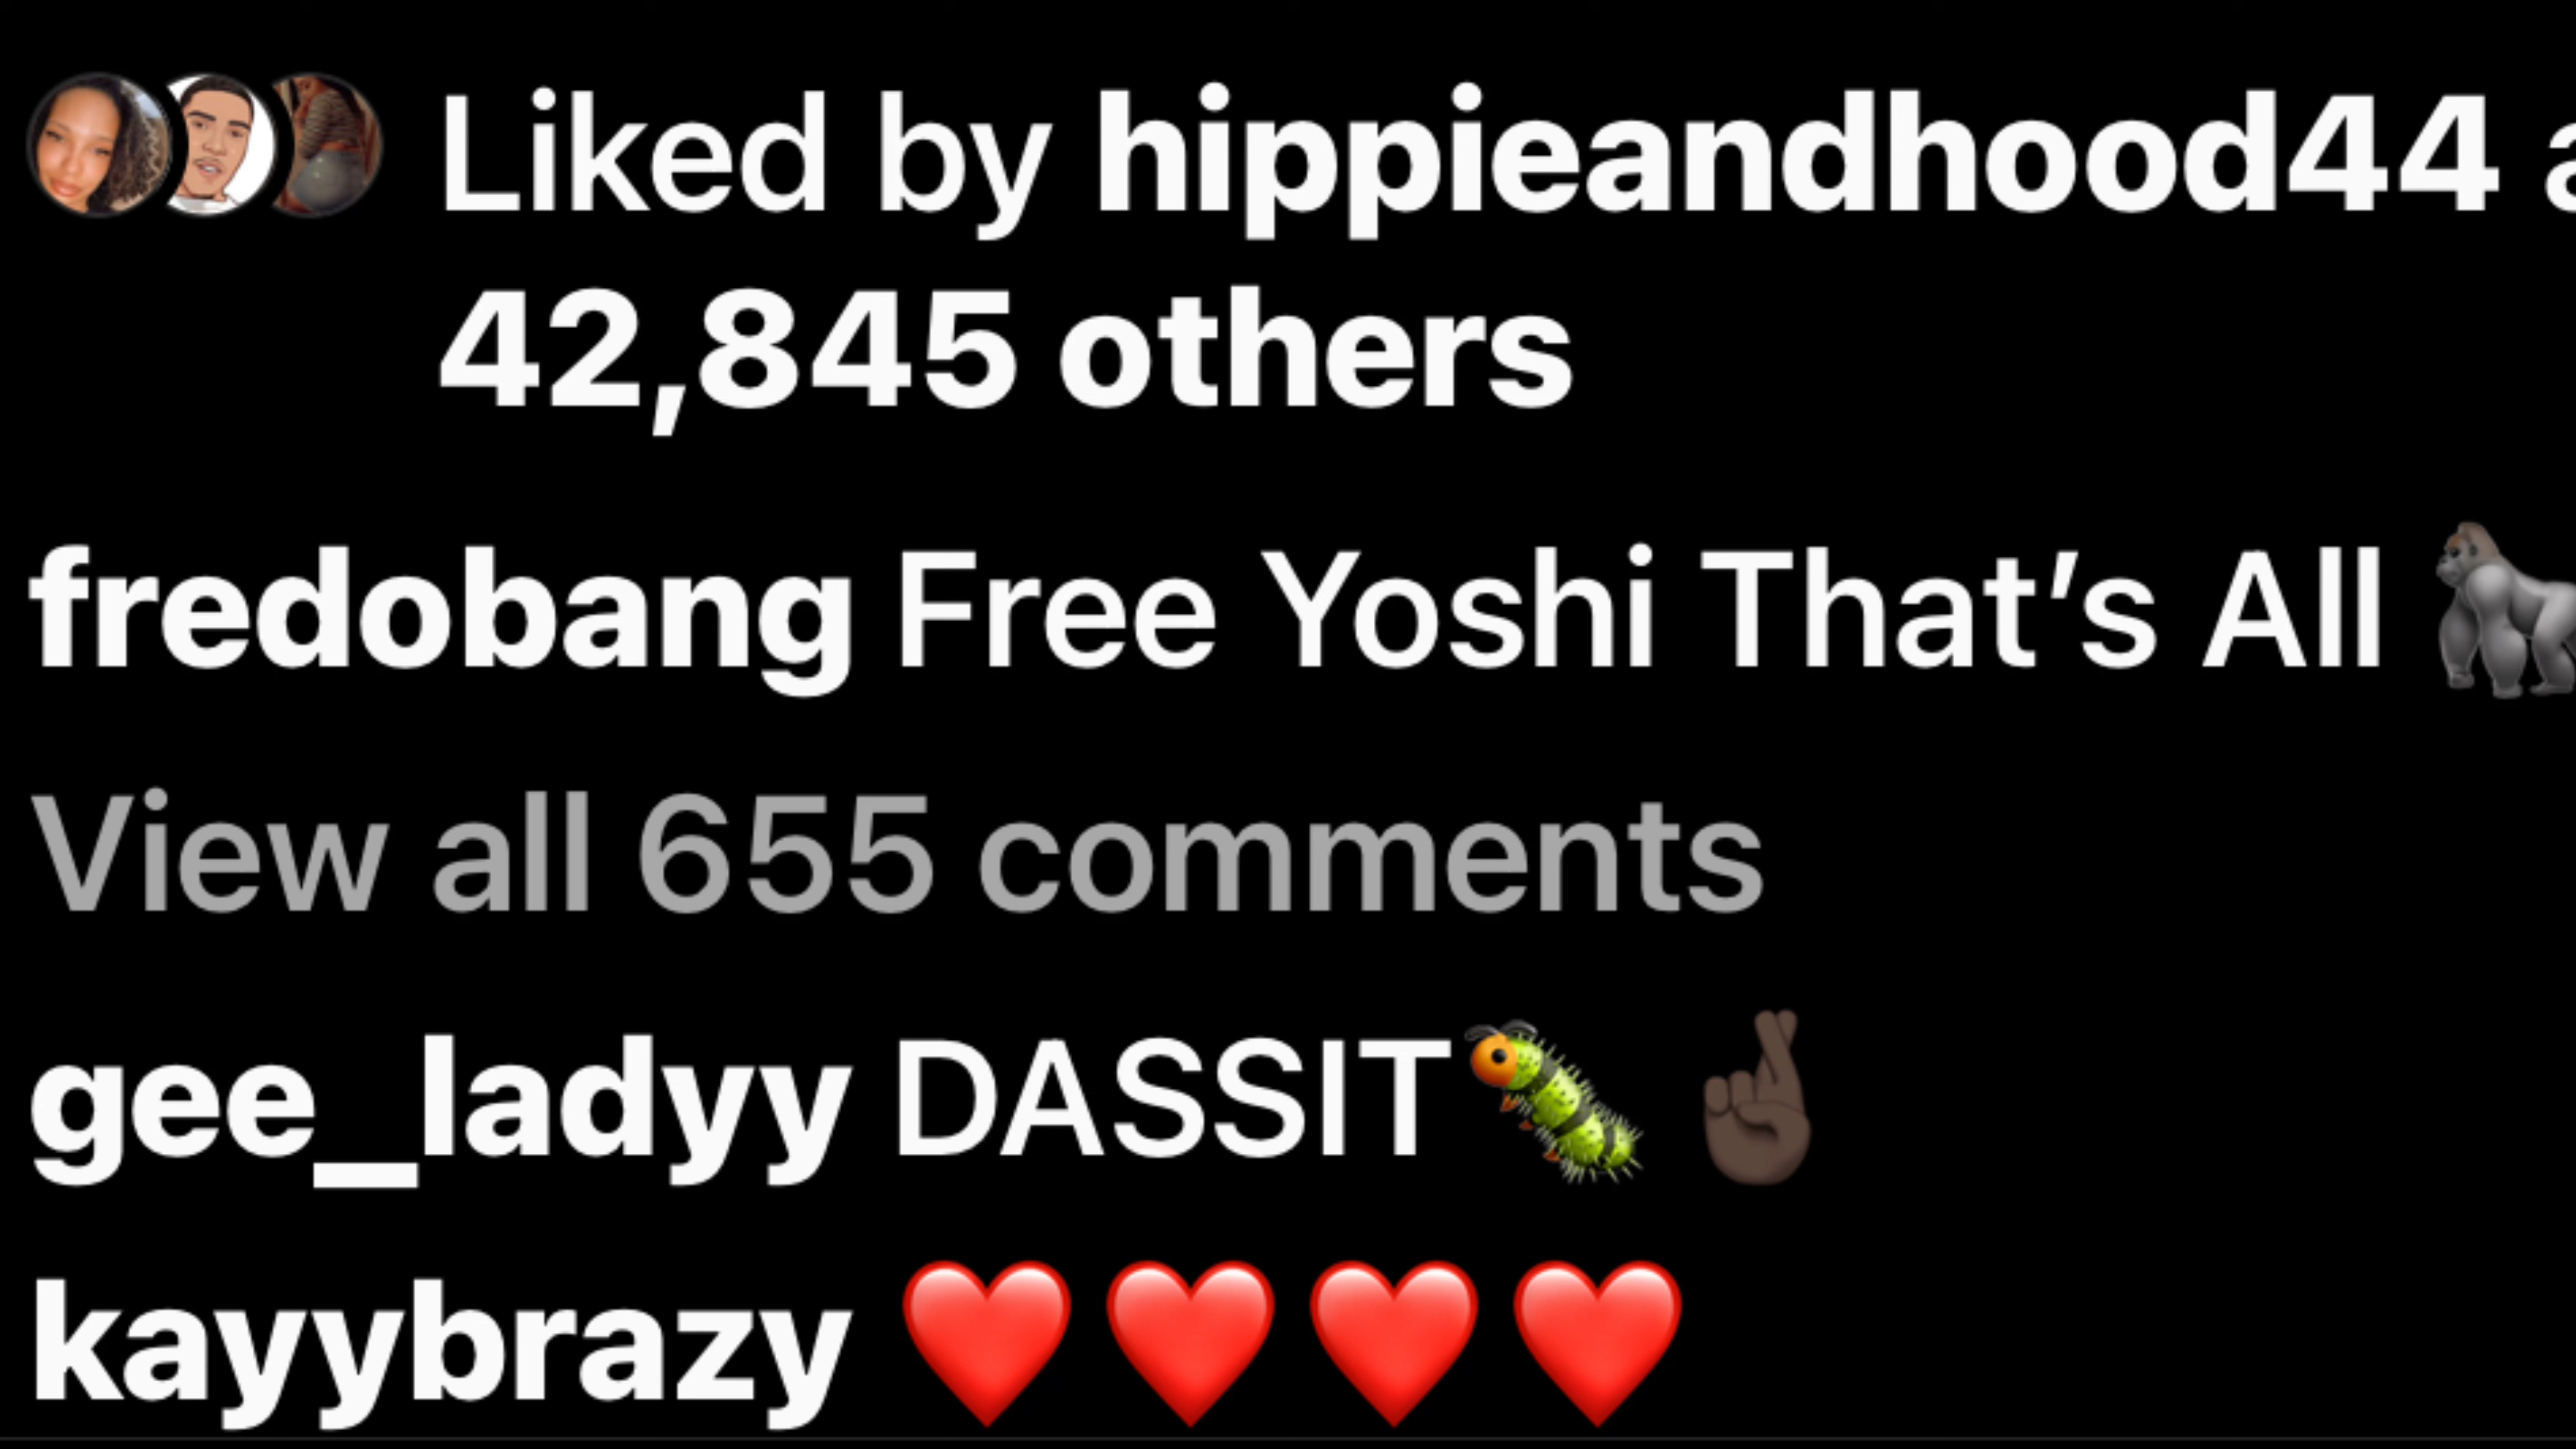 Liked by hippieandhood44 a
42,845 others
fredobang Free Yoshi That’s All 🦍
View all 655 comments
gee_ladyy DASSIT🐛🤞🏿
kayybrazy ❤️❤️❤️❤️